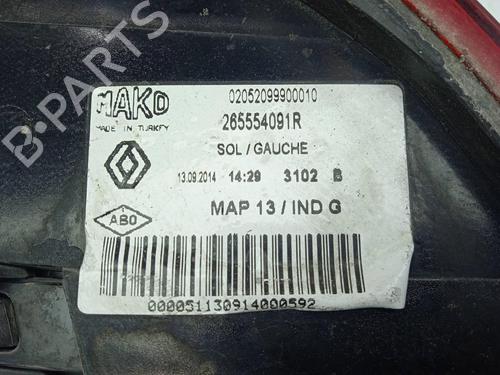 MAKO 02052099900010
MADE IN TURKEY 265554091R
SOL / GAUCHE
13.09.2014 14:29 3102 B
ABO MAP 13 / IND G
0000511309140000592
B-PARTS